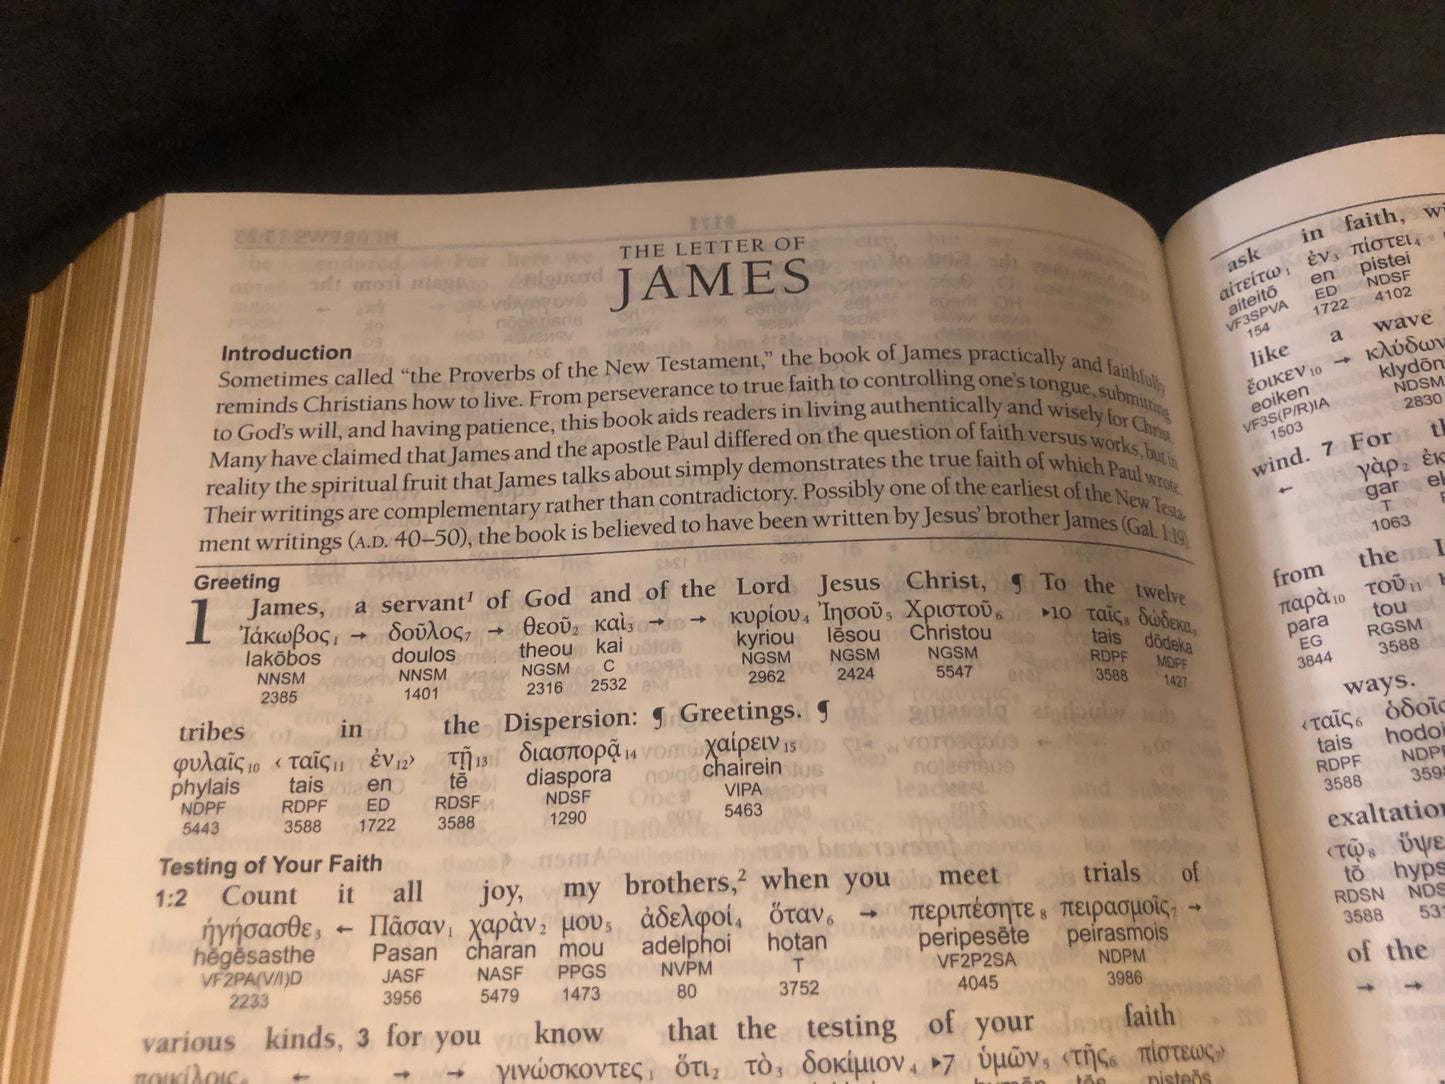 THE LETTER OF
JAMES
Introduction
Sometimes called “the Proverbs of the New Testament,” the book of James practically and faithfully
reminds Christians how to live. From perseverance to true faith to controlling one’s tongue, submitting
to God’s will, and having patience, this book aids readers in living authentically and wisely for Christ.
Many have claimed that James and the apostle Paul differed on the question of faith versus works, but in
reality the spiritual fruit that James talks about simply demonstrates the true faith of which Paul wrote.
Their writings are complementary rather than contradictory. Possibly one of the earliest of the New Testa-
ment writings (A.D. 40–50), the book is believed to have been written by Jesus’ brother James (Gal. 1:19).
Greeting
1 James, a servant¹ of God and of the Lord Jesus Christ, ¶ To the twelve
Ἰάκωβος₁ → δοῦλος₇ → θεοῦ₂ καὶ₃ → → κυρίου₄ Ἰησοῦ₅ Χριστοῦ₆ ▸10 ταῖς₈ δώδεκα₉
Iakōbos doulos theou kai kyriou Iēsou Christou tais dōdeka
NNSM NNSM NGSM C NGSM NGSM NGSM RDPF MDPF
2385 1401 2316 2532 2962 2424 5547 3588 1427
tribes in the Dispersion: ¶ Greetings. ¶
φυλαῖς₁₀ ‹ ταῖς₁₁ ἐν₁₂› τῇ₁₃ διασπορᾷ₁₄ χαίρειν₁₅
phylais tais en tē diaspora chairein
NDPF RDPF ED RDSF NDSF VIPA
5443 3588 1722 3588 1290 5463
Testing of Your Faith
1:2 Count it all joy, my brothers,² when you meet trials of
ἡγήσασθε₃ ← Πᾶσαν₁ χαρὰν₂ μου₅ ἀδελφοί₄ ὅταν₆ → περιπέσητε₈ πειρασμοῖς₇ →
hēgēsasthe Pasan charan mou adelphoi hotan peripesēte peirasmois
VF2PA(V/I)D JASF NASF PPGS NVPM T VF2P2SA NDPM
2233 3956 5479 1473 80 3752 4045 3986
various kinds, 3 for you know that the testing of your faith
ποικίλοις ← → → γινώσκοντες₁ ὅτι₂ τὸ₃ δοκίμιον₄ ▸7 ὑμῶν₅ ‹τῆς₆ πίστεως₇›
ask in faith,
αἰτείτω₁ ἐν₃ πίστει₄
aiteitō en pistei
VF3SPVA ED NDSF
154 1722 4102
like a wave
ἔοικεν₁₀ → κλύδων
eoiken klydōn
VF3S(P/R)IA NDSM
1503 2830
wind. 7 For
← γὰρ₂
gar
T
1063
from the
παρὰ₁₀ τοῦ₁₁
para tou
EG RGSM
3844 3588
ways.
‹ταῖς₆
tais
RDPF
3588
‹τῷ₈
tō
RDSN
3588
of the
→ →